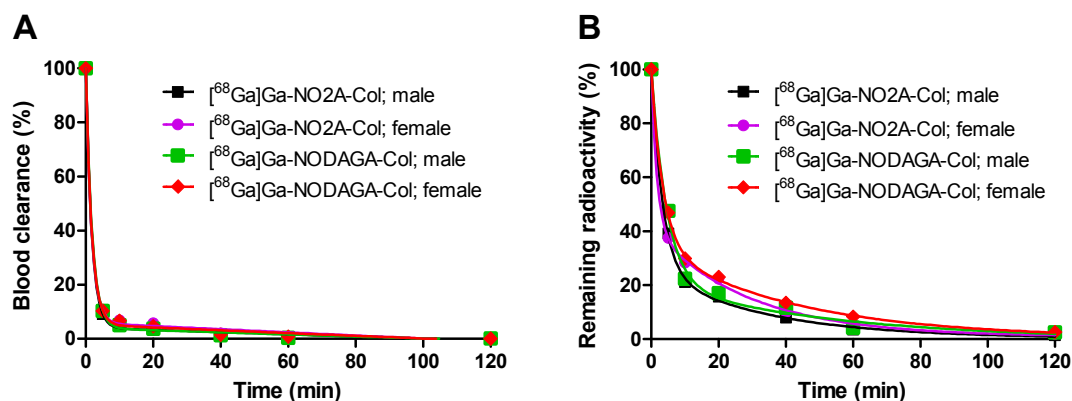 A
Blood clearance (%)
100
80
60
40
20
0
[⁶⁸Ga]Ga-NO2A-Col; male
[⁶⁸Ga]Ga-NO2A-Col; female
[⁶⁸Ga]Ga-NODAGA-Col; male
[⁶⁸Ga]Ga-NODAGA-Col; female
0 20 40 60 80 100 120
Time (min)
B
Remaining radioactivity (%)
100
80
60
40
20
0
[⁶⁸Ga]Ga-NO2A-Col; male
[⁶⁸Ga]Ga-NO2A-Col; female
[⁶⁸Ga]Ga-NODAGA-Col; male
[⁶⁸Ga]Ga-NODAGA-Col; female
0 20 40 60 80 100 120
Time (min)